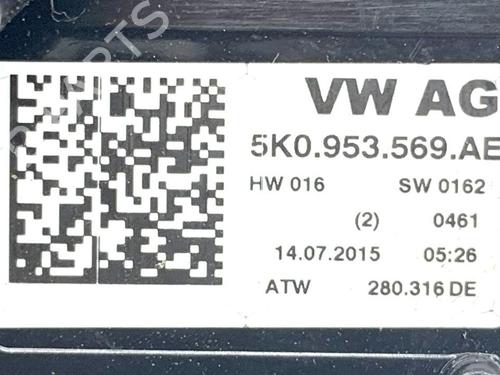 VW AG
5K0.953.569.AE
HW 016 SW 0162
(2) 0461
14.07.2015 05:26
ATW 280.316 DE